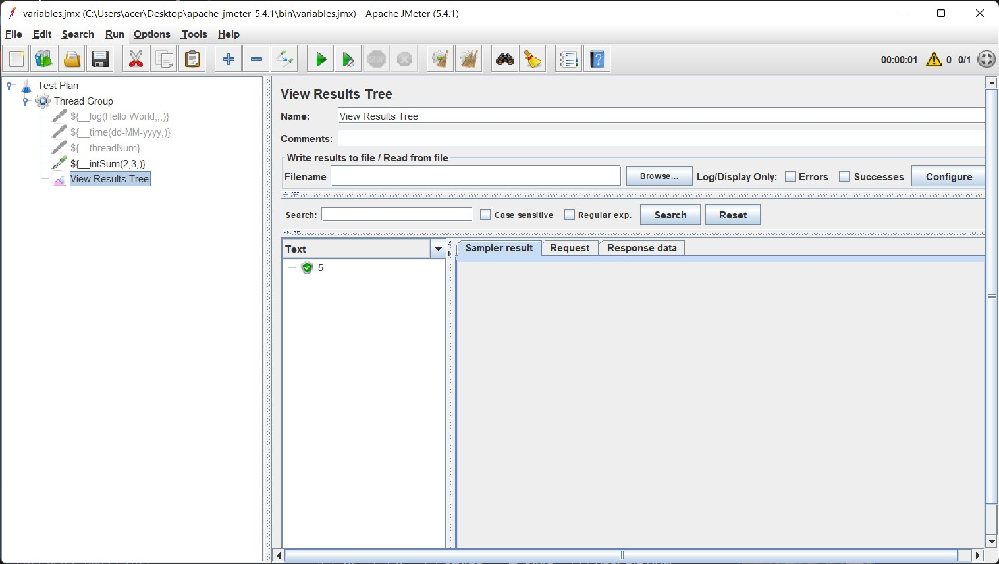 variables.jmx (C:\Users\acer\Desktop\apache-jmeter-5.4.1\bin\variables.jmx) - Apache JMeter (5.4.1)
File Edit Search Run Options Tools Help
STOP
00:00:01 0 0/1
Test Plan
Thread Group
${__log(Hello World,,,)}
${__time(dd-MM-yyyy,)}
${__threadNum}
${__intSum(2,3,)}
View Results Tree
View Results Tree
Name: View Results Tree
Comments:
Write results to file / Read from file
Filename Browse... Log/Display Only: Errors Successes Configure
Search: Case sensitive Regular exp. Search Reset
Text
Sampler result Request Response data
5